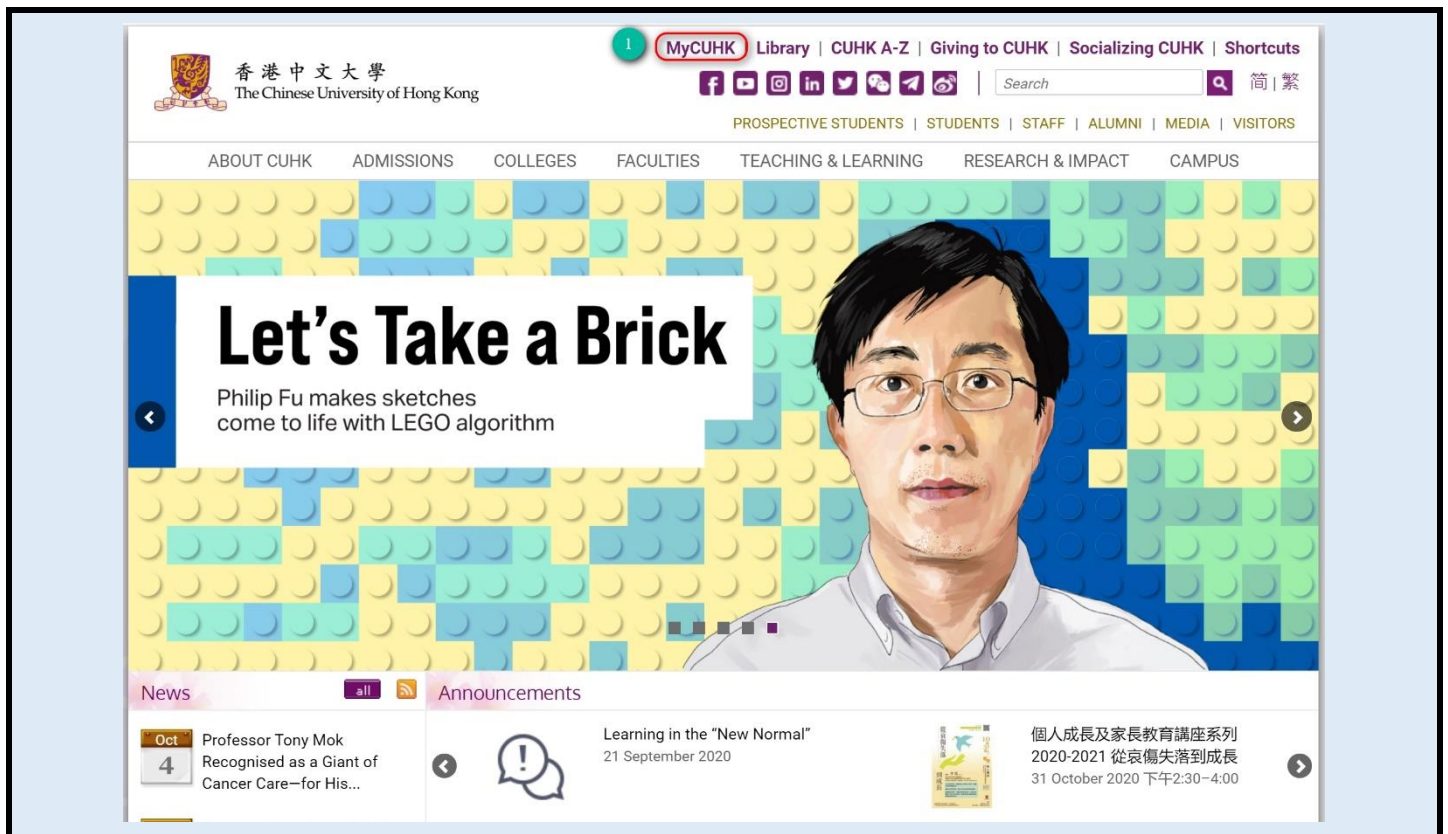 1
MyCUHK Library | CUHK A-Z | Giving to CUHK | Socializing CUHK | Shortcuts
香港中文大學
The Chinese University of Hong Kong
Search
简 | 繁
PROSPECTIVE STUDENTS | STUDENTS | STAFF | ALUMNI | MEDIA | VISITORS
ABOUT CUHK ADMISSIONS COLLEGES FACULTIES TEACHING & LEARNING RESEARCH & IMPACT CAMPUS
Let's Take a Brick
Philip Fu makes sketches
come to life with LEGO algorithm
News
all
Announcements
Oct
4
Professor Tony Mok
Recognised as a Giant of
Cancer Care—for His...
Learning in the "New Normal"
21 September 2020
個人成長及家長教育講座系列
2020-2021 從哀傷失落到成長
31 October 2020 下午2:30-4:00